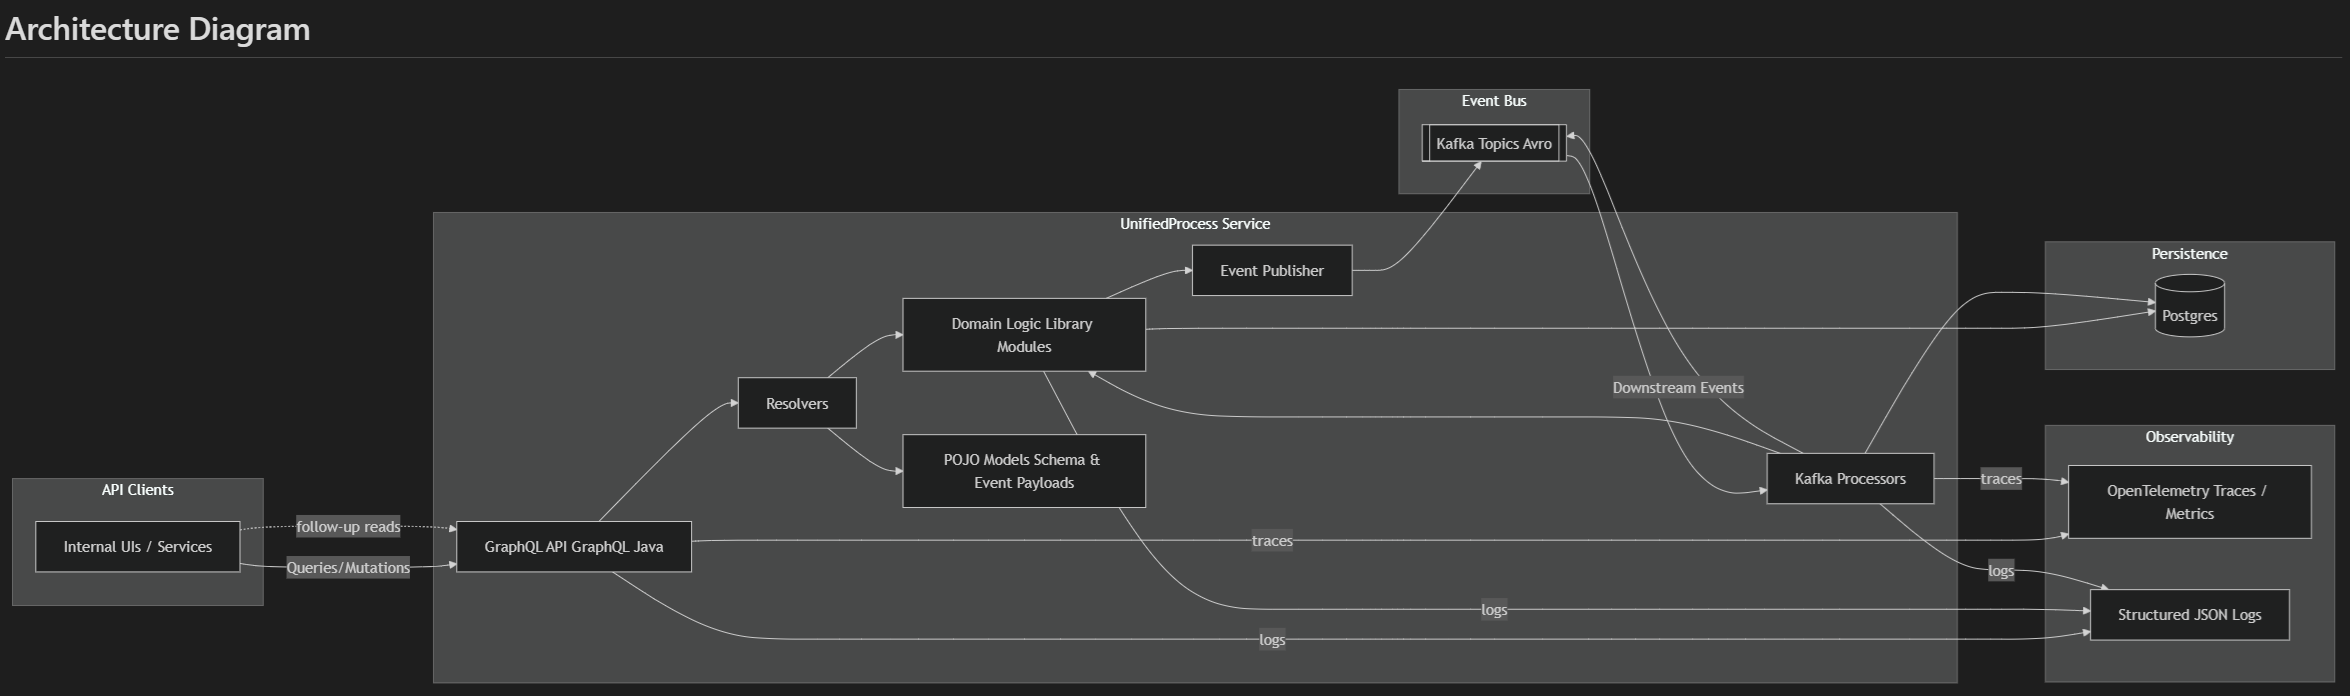 Architecture Diagram
Event Bus
Kafka Topics Avro
UnifiedProcess Service
Event Publisher
Domain Logic Library
Modules
Resolvers
POJO Models Schema &
Event Payloads
Downstream Events
Kafka Processors
Persistence
Postgres
API Clients
Internal UIs / Services
follow-up reads
Queries/Mutations
GraphQL API GraphQL Java
traces
traces
logs
logs
logs
Observability
OpenTelemetry Traces /
Metrics
Structured JSON Logs